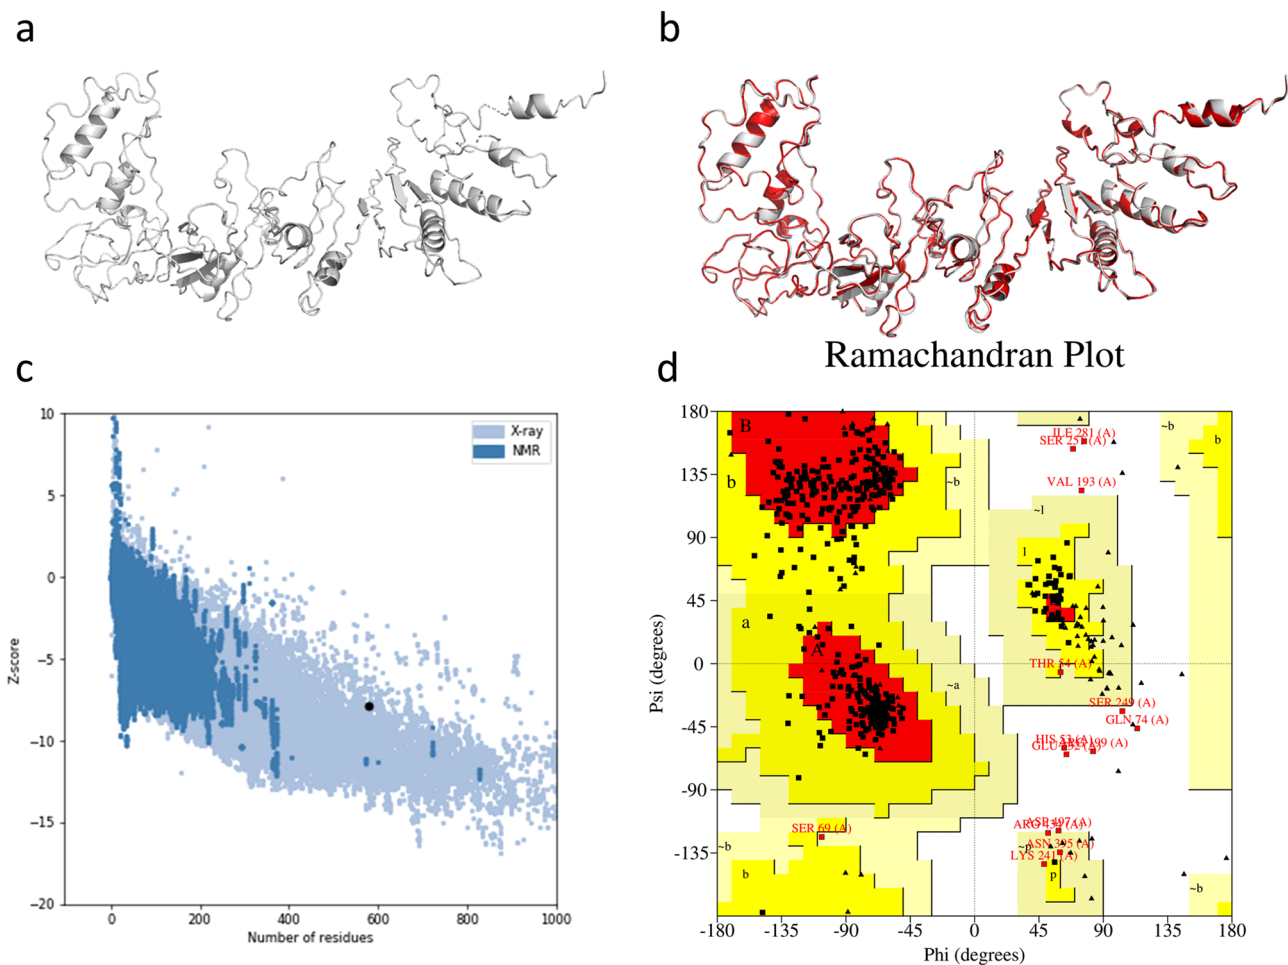 a
b
c
10
5
0
−5
−10
−15
−20
0
200
400
600
800
1000
Z-score
Number of residues
X-ray
NMR
Ramachandran Plot
d
180
135
90
45
0
-45
-90
-135
-180
-135
-90
-45
0
45
90
135
180
Psi (degrees)
Phi (degrees)
B
b
~b
~b
b
~l
l
a
A
~a
ILE 281 (A)
VAL 193 (A)
THR 54 (A)
SER 249 (A)
GLN 74 (A)
HIS 53 (A)
SER 69 (A)
ASN 395 (A)
LYS 241 (A)
~b
b
~p
p
~b